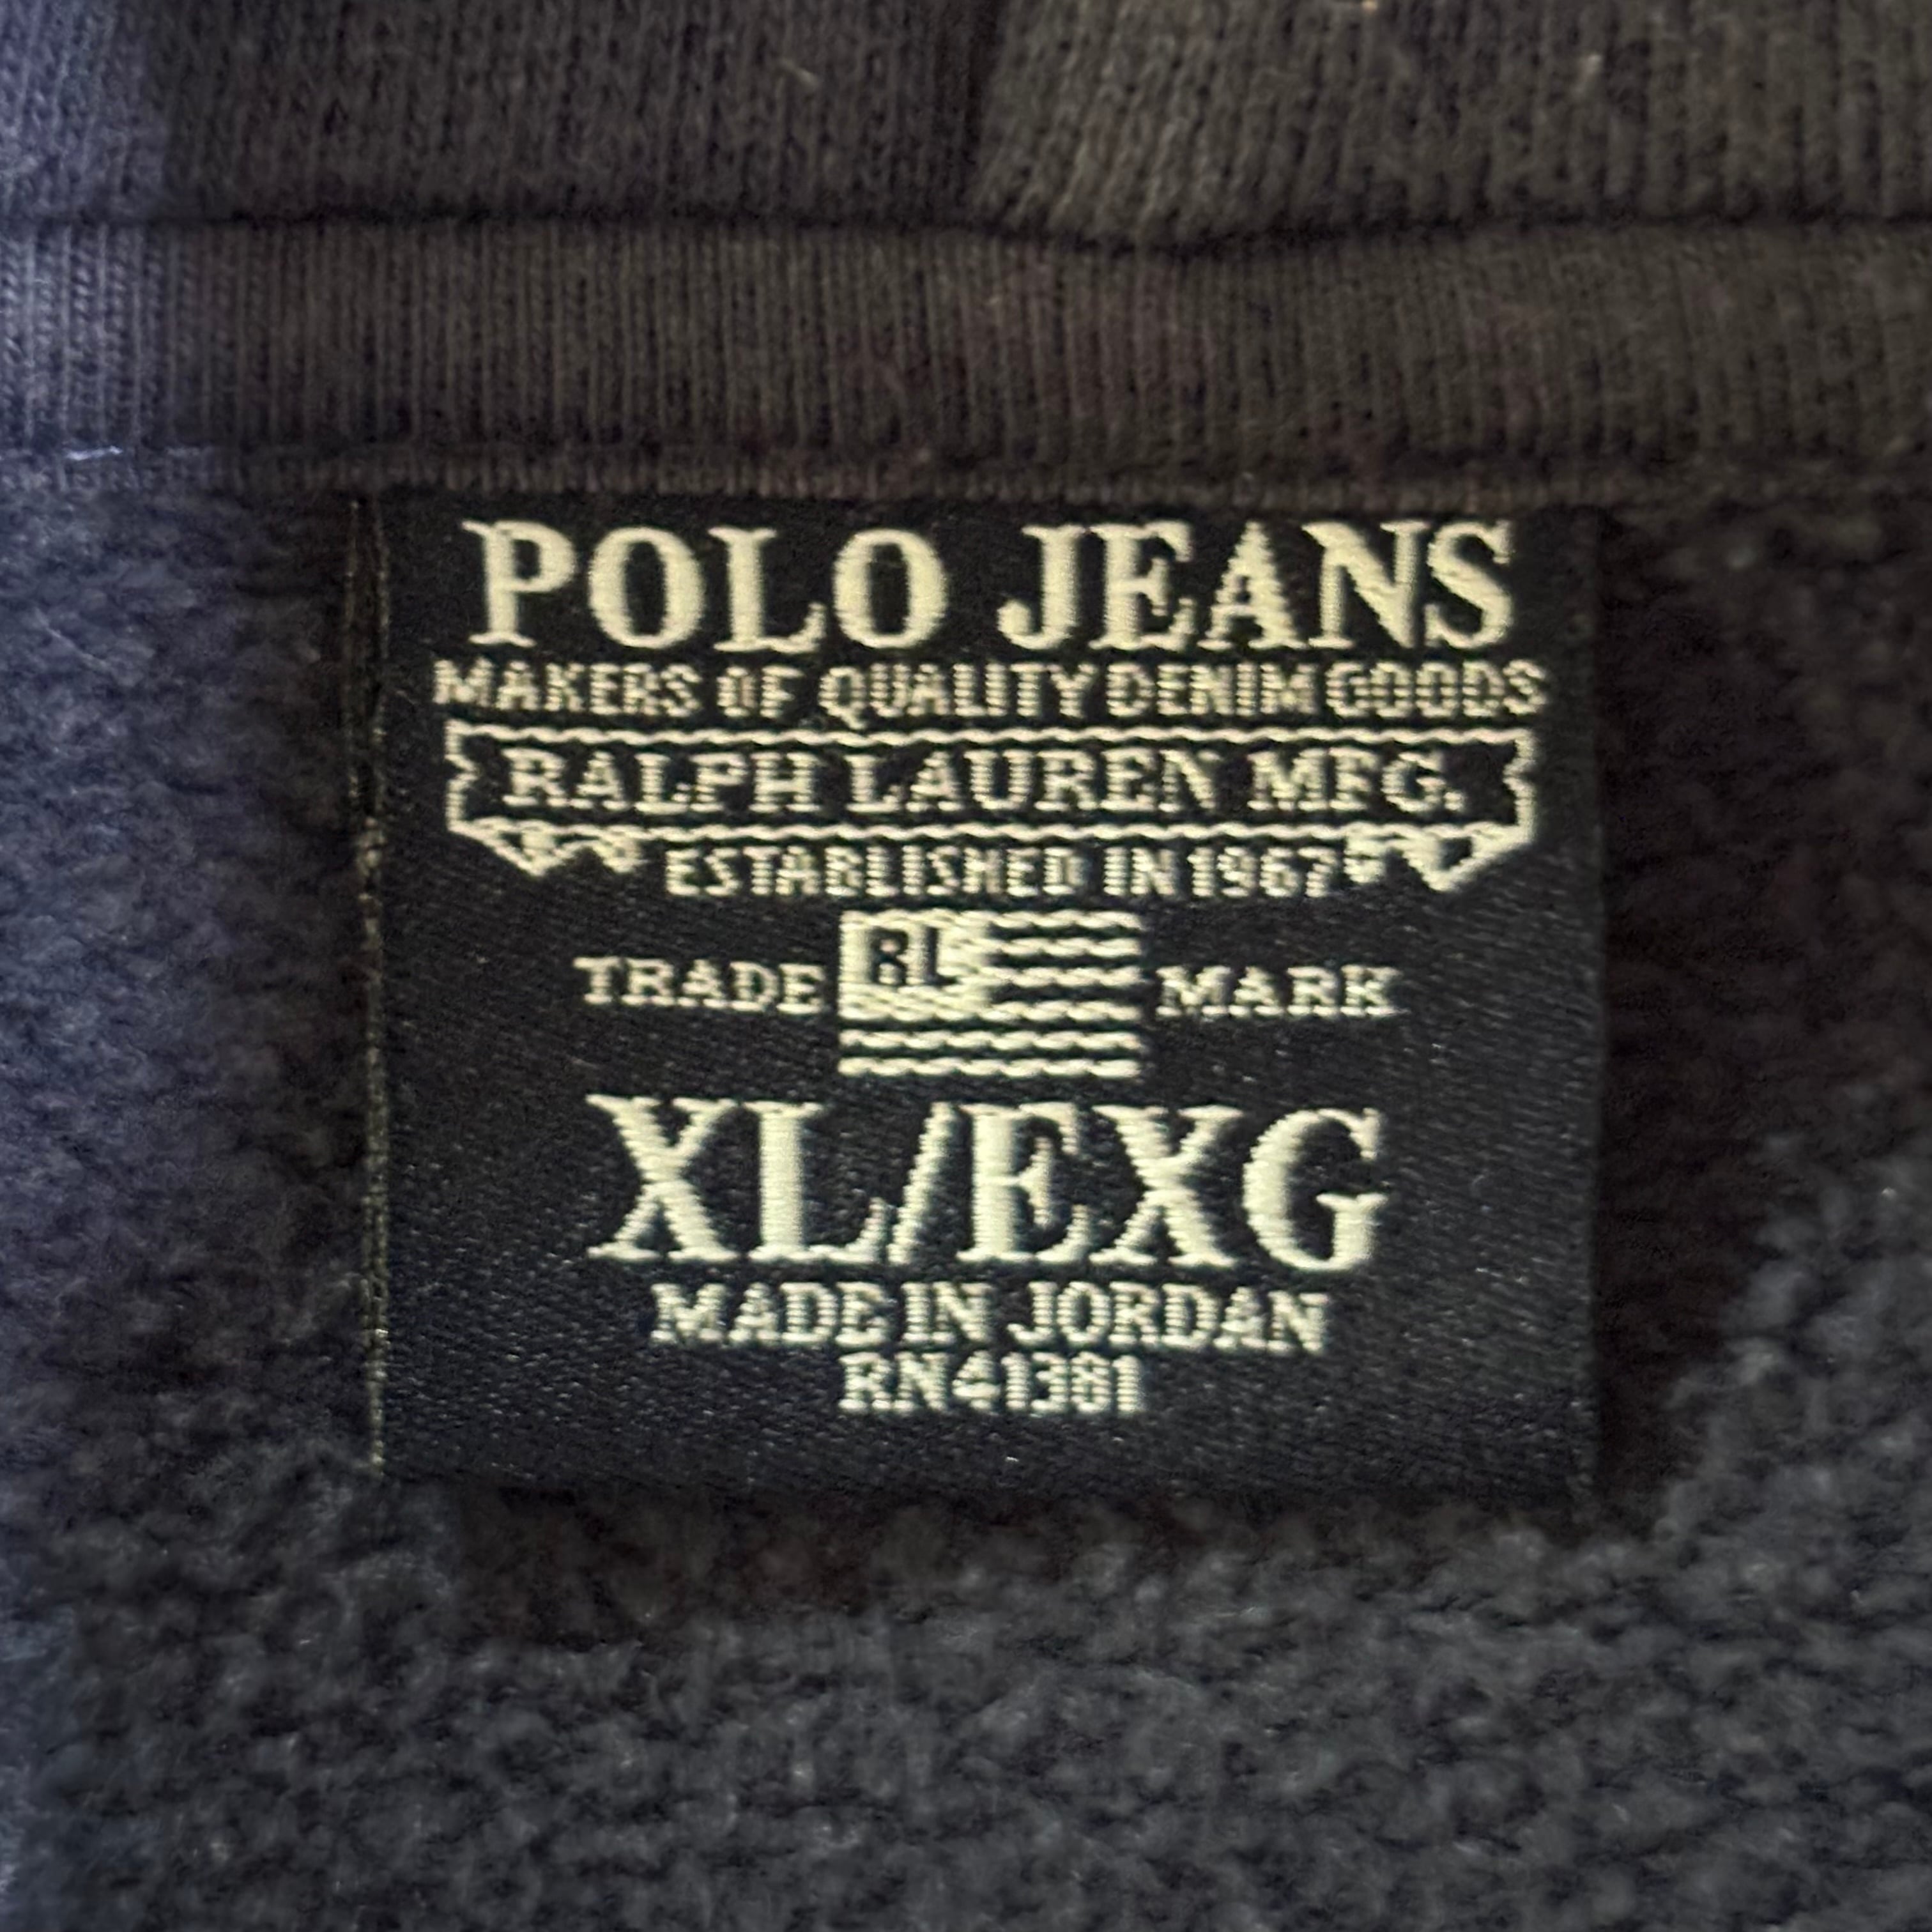 POLO JEANS
MAKERS OF QUALITY DENIM GOODS
RALPH LAUREN MFG.
ESTABLISHED IN 1967
TRADE RL MARK
XL/EXG
MADE IN JORDAN
RN41381